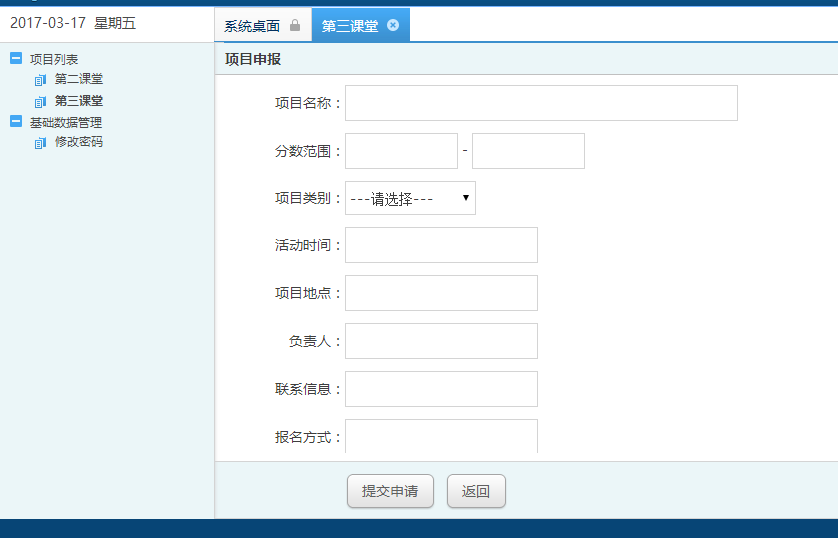 2017-03-17 星期五
系统桌面
第三课堂
项目列表
第二课堂
第三课堂
基础数据管理
修改密码
项目申报
项目名称：
分数范围： -
项目类别： ---请选择---
活动时间：
项目地点：
负责人：
联系信息：
报名方式：
提交申请
返回